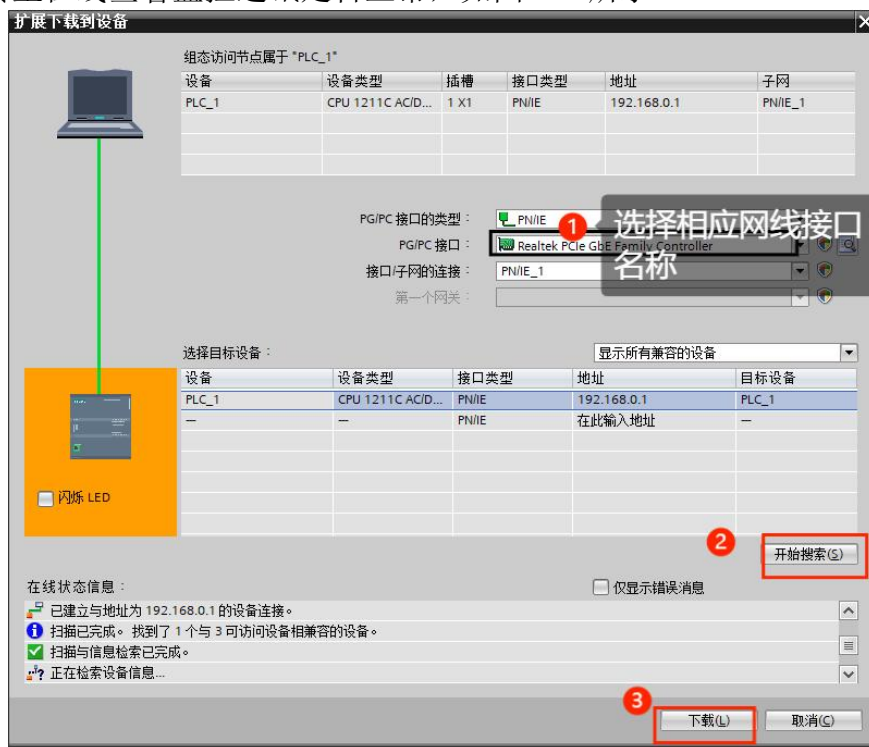 扩展下载到设备
组态访问节点属于 "PLC_1"
设备 设备类型 插槽 接口类型 地址 子网
PLC_1 CPU 1211C AC/D... 1 X1 PN/IE 192.168.0.1 PN/IE_1
PG/PC 接口的类型： PN/IE
1 选择相应网线接口
名称
PG/PC 接口： Realtek PCIe GbE Family Controller
接口/子网的连接： PN/IE_1
第一个网关：
选择目标设备： 显示所有兼容的设备
设备 设备类型 接口类型 地址 目标设备
PLC_1 CPU 1211C AC/D... PN/IE 192.168.0.1 PLC_1
— — PN/IE 在此输入地址 —
闪烁 LED
2
开始搜索(S)
在线状态信息： 仅显示错误消息
已建立与地址为 192.168.0.1 的设备连接。
扫描已完成。找到了 1 个与 3 可访问设备相兼容的设备。
扫描与信息检索已完成。
正在检索设备信息...
3
下载(L) 取消(C)